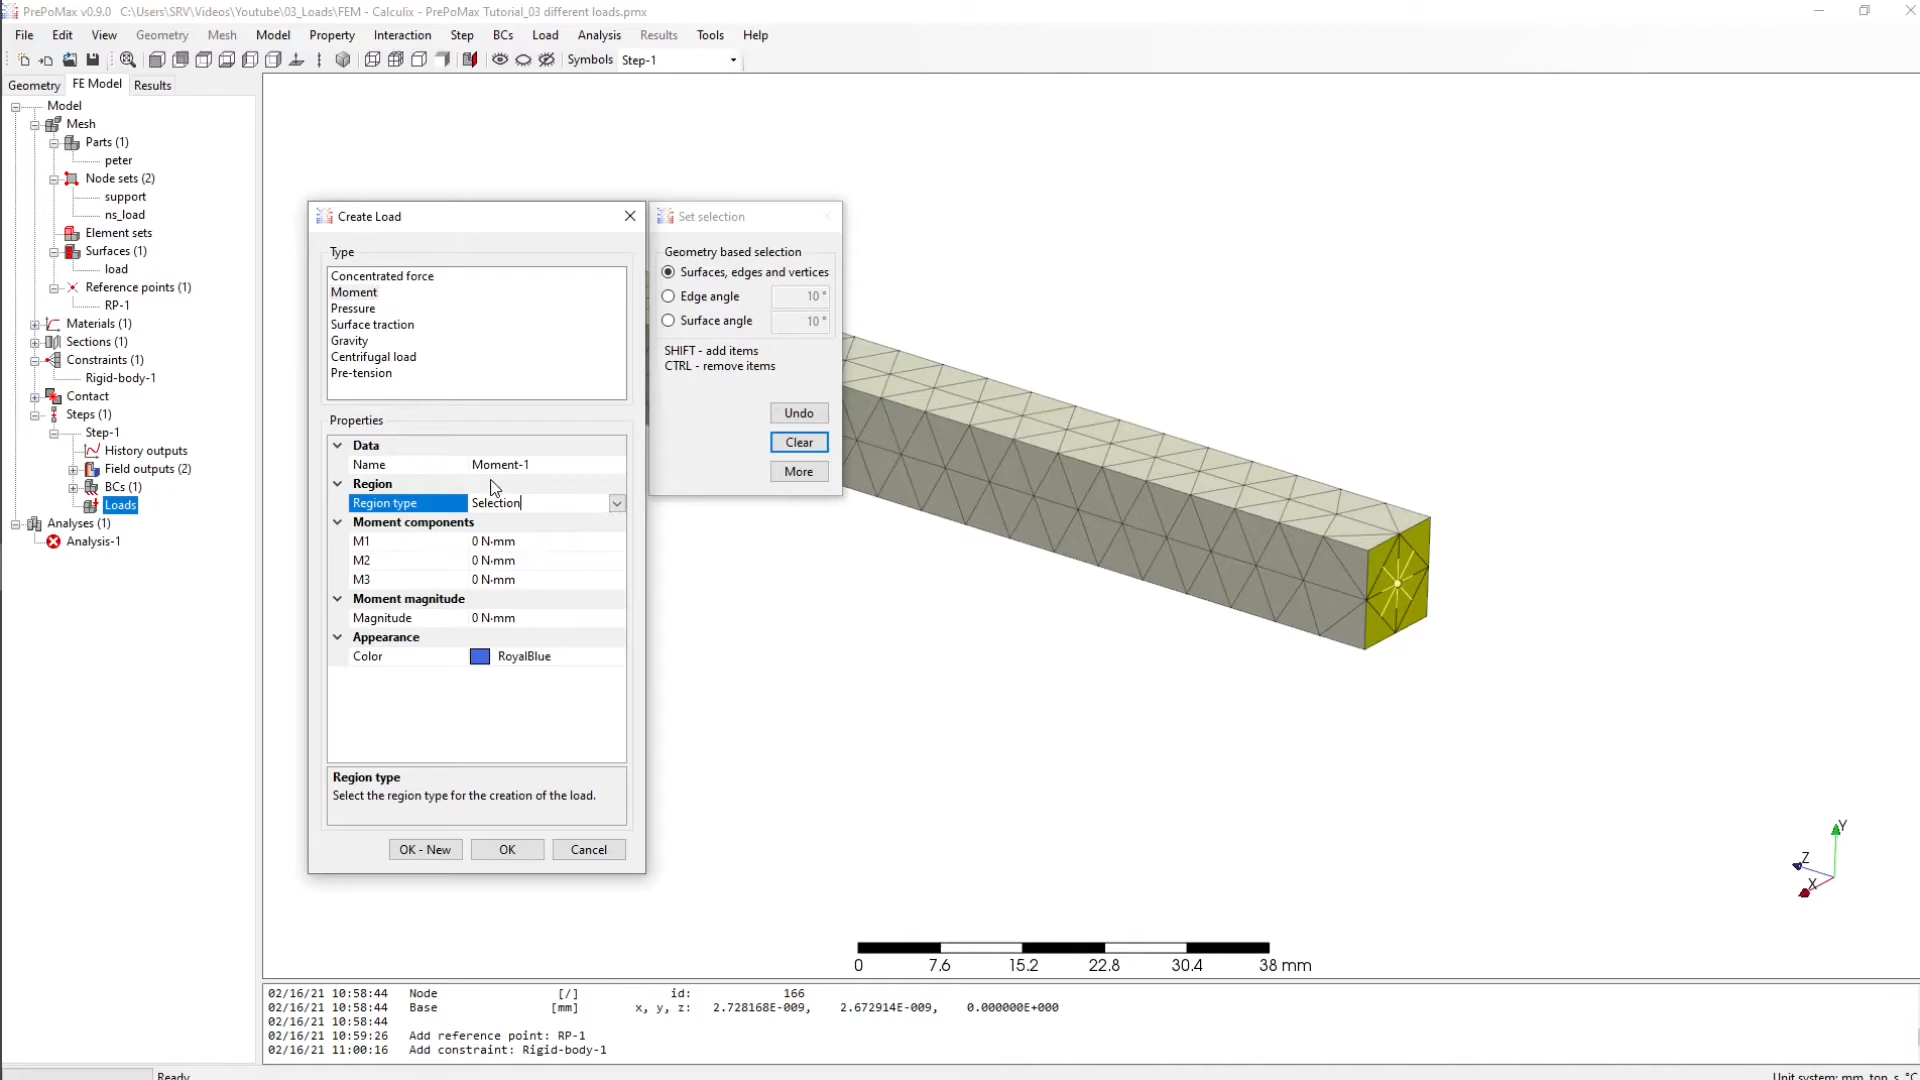 PrePoMax v0.9.0 C:\Users\SRV\Videos\Youtube\03_Loads\FEM - Calculix - PrePoMax Tutorial_03 different loads.pmx
File Edit View Geometry Mesh Model Property Interaction Step BCs Load Analysis Results Tools Help
Symbols Step-1
Geometry FE Model Results
Model
Mesh
Parts (1)
peter
Node sets (2)
support
ns_load
Element sets
Surfaces (1)
load
Reference points (1)
RP-1
Materials (1)
Sections (1)
Constraints (1)
Rigid-body-1
Contact
Steps (1)
Step-1
History outputs
Field outputs (2)
BCs (1)
Loads
Analyses (1)
Analysis-1
Create Load
Type
Concentrated force
Moment
Pressure
Surface traction
Gravity
Centrifugal load
Pre-tension
Properties
Data
Name Moment-1
Region
Region type Selection
Moment components
M1 0 N·mm
M2 0 N·mm
M3 0 N·mm
Moment magnitude
Magnitude 0 N·mm
Appearance
Color RoyalBlue
Region type
Select the region type for the creation of the load.
OK - New OK Cancel
Set selection
Geometry based selection
Surfaces, edges and vertices
Edge angle 10 °
Surface angle 10 °
SHIFT - add items
CTRL - remove items
Undo
Clear
More
Y
Z
X
0 7.6 15.2 22.8 30.4 38 mm
02/16/21 10:58:44 Node [/] id: 166
02/16/21 10:58:44 Base [mm] x, y, z: 2.728168E-009, 2.672914E-009, 0.000000E+000
02/16/21 10:58:44
02/16/21 10:59:26 Add reference point: RP-1
02/16/21 11:00:16 Add constraint: Rigid-body-1
Ready Unit system: mm, ton, s, °C